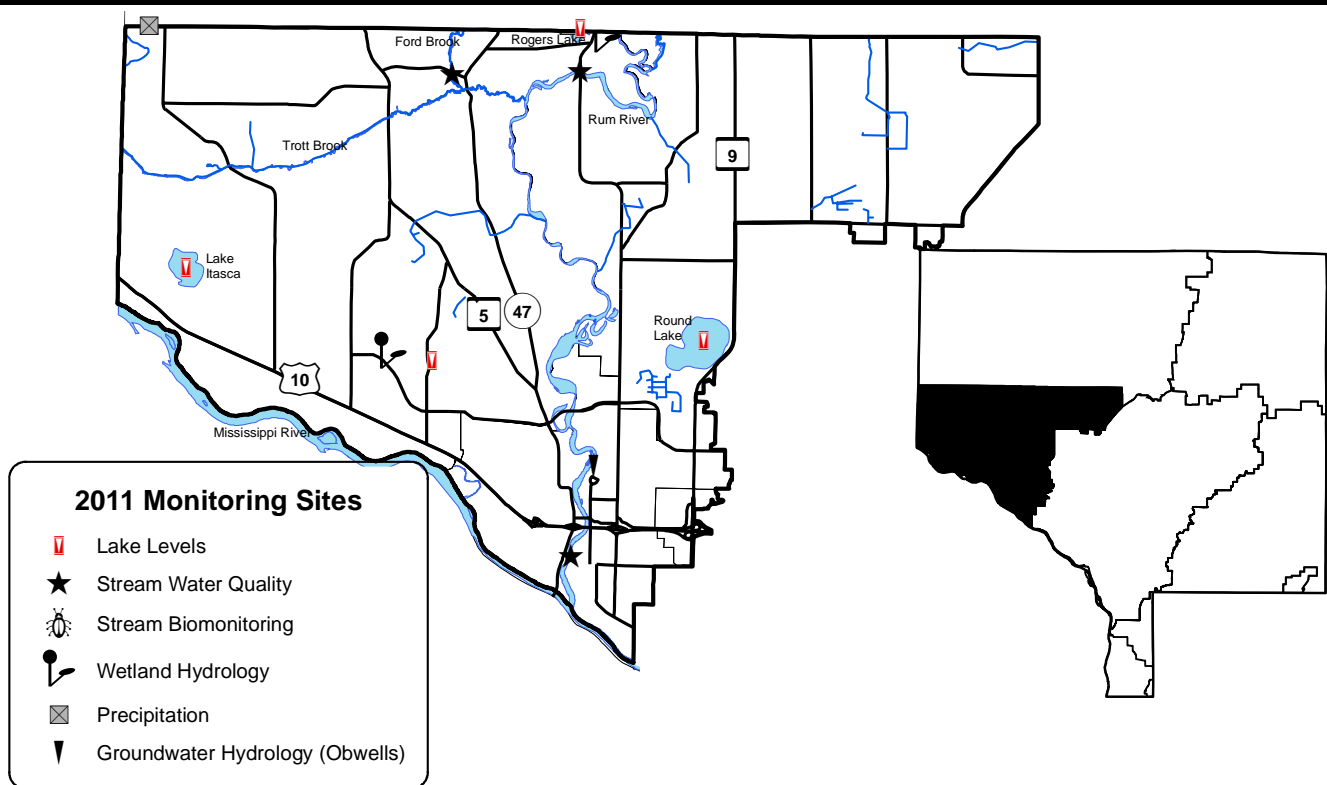 Ford Brook
Rogers Lake
Rum River
Trott Brook
9
Lake
Itasca
5
47
Round
Lake
10
Mississippi River
2011 Monitoring Sites
Lake Levels
Stream Water Quality
Stream Biomonitoring
Wetland Hydrology
Precipitation
Groundwater Hydrology (Obwells)